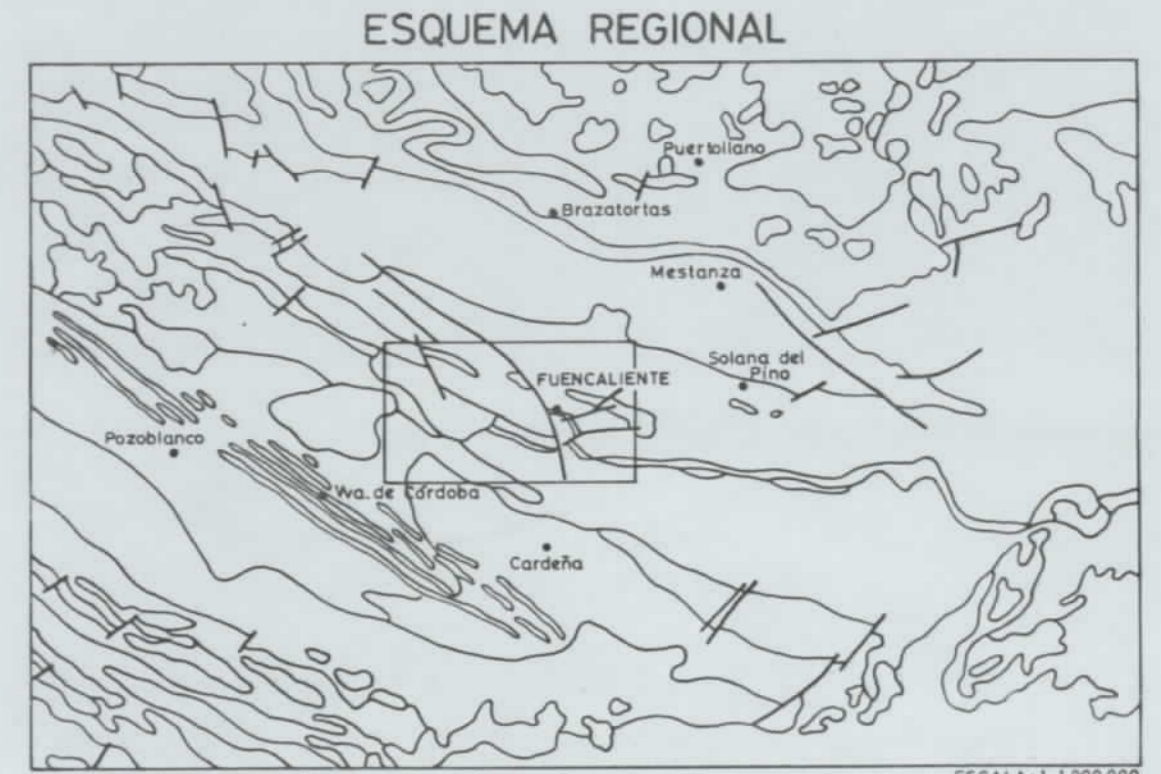 ESQUEMA REGIONAL
Puertollano
Brazatortas
Mestanza
Solana del
Pino
FUENCALIENTE
Pozoblanco
Vva. de Córdoba
Cardeña